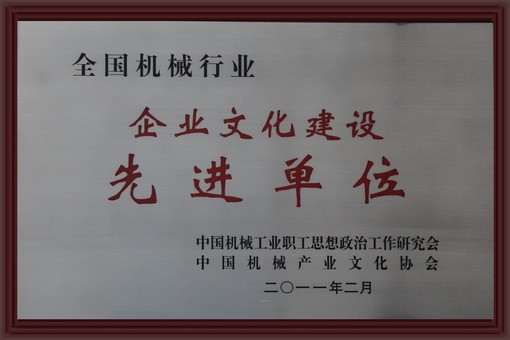 全国机械行业
企业文化建设
先进单位
中国机械工业职工思想政治工作研究会
中国机械产业文化协会
二〇一一年二月